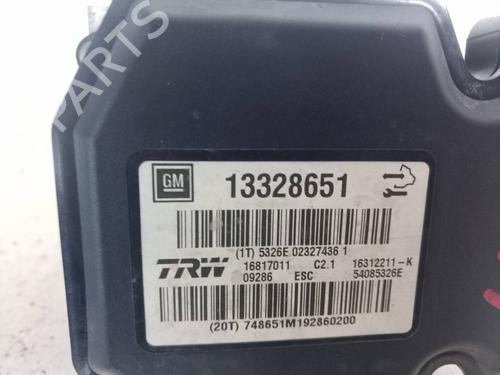 PARTS
GM 13328651
(1T) 5326E 02327436 1
TRW 16817011 C2.1 16312211-K
09286 ESC 54085326E
(20T) 748651M192860200